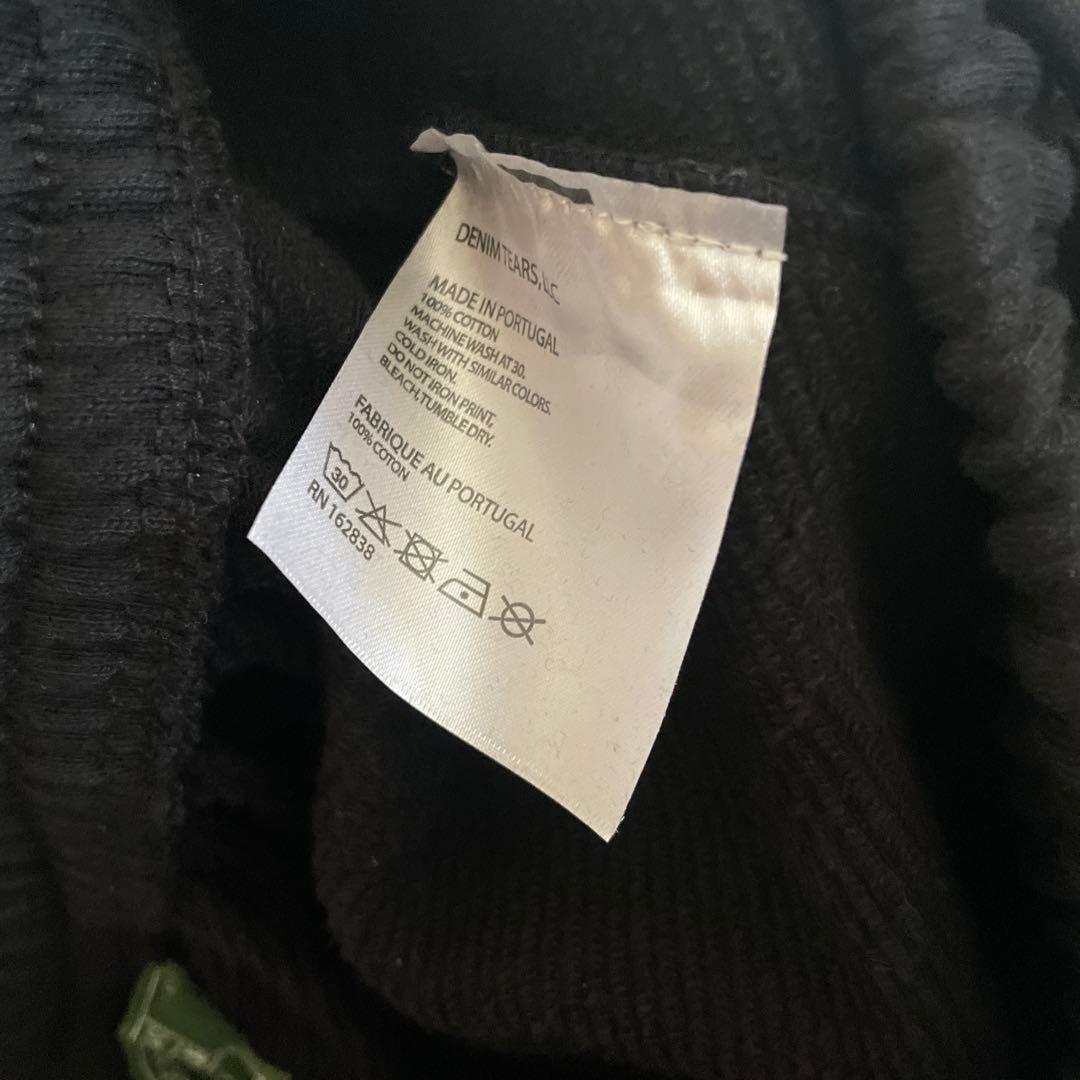 DENIM TEARS, LLC
MADE IN PORTUGAL
100% COTTON
MACHINE WASH AT 30.
WASH WITH SIMILAR COLORS.
COLD IRON.
DO NOT IRON PRINT,
BLEACH, TUMBLE DRY.
FABRIQUE AU PORTUGAL
100% COTON
30
RN 162838